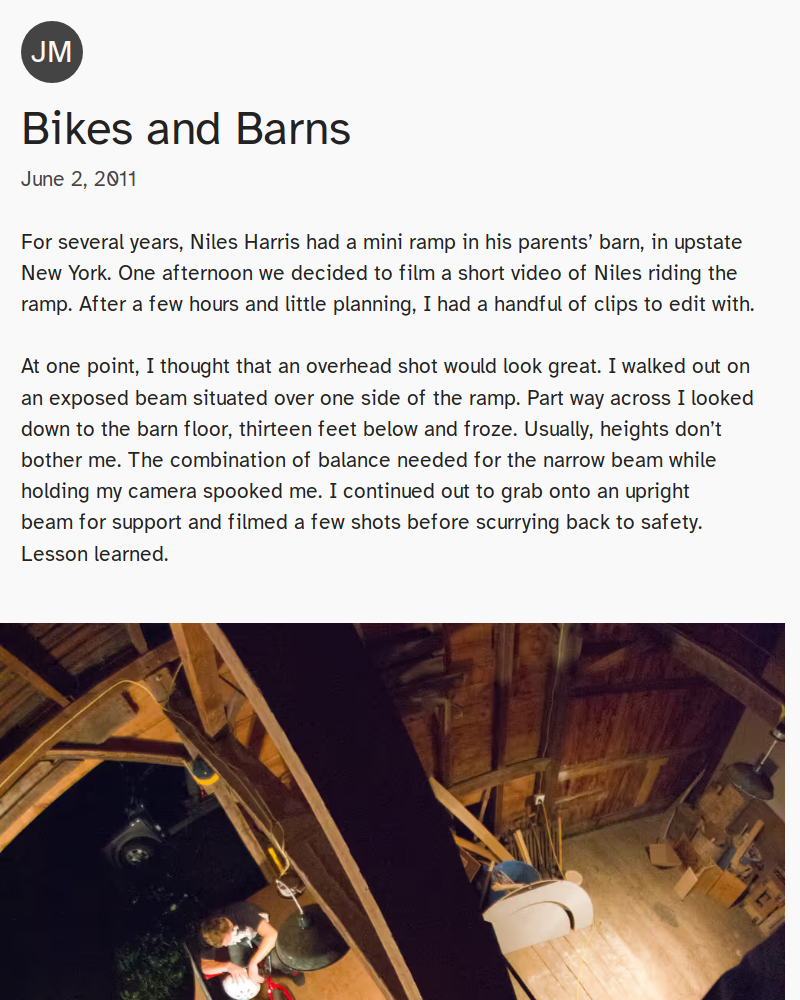 JM
Bikes and Barns
June 2, 2011
For several years, Niles Harris had a mini ramp in his parents’ barn, in upstate
New York. One afternoon we decided to film a short video of Niles riding the
ramp. After a few hours and little planning, I had a handful of clips to edit with.
At one point, I thought that an overhead shot would look great. I walked out on
an exposed beam situated over one side of the ramp. Part way across I looked
down to the barn floor, thirteen feet below and froze. Usually, heights don’t
bother me. The combination of balance needed for the narrow beam while
holding my camera spooked me. I continued out to grab onto an upright
beam for support and filmed a few shots before scurrying back to safety.
Lesson learned.